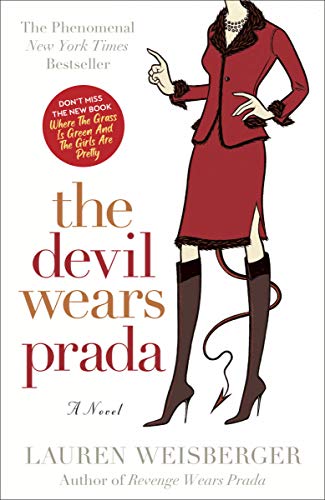 The Phenomenal
New York Times
Bestseller
DON'T MISS
THE NEW BOOK
Where The Grass
Is Green And
The Girls Are
Pretty
the
devil
wears
prada
A Novel
LAUREN WEISBERGER
Author of Revenge Wears Prada